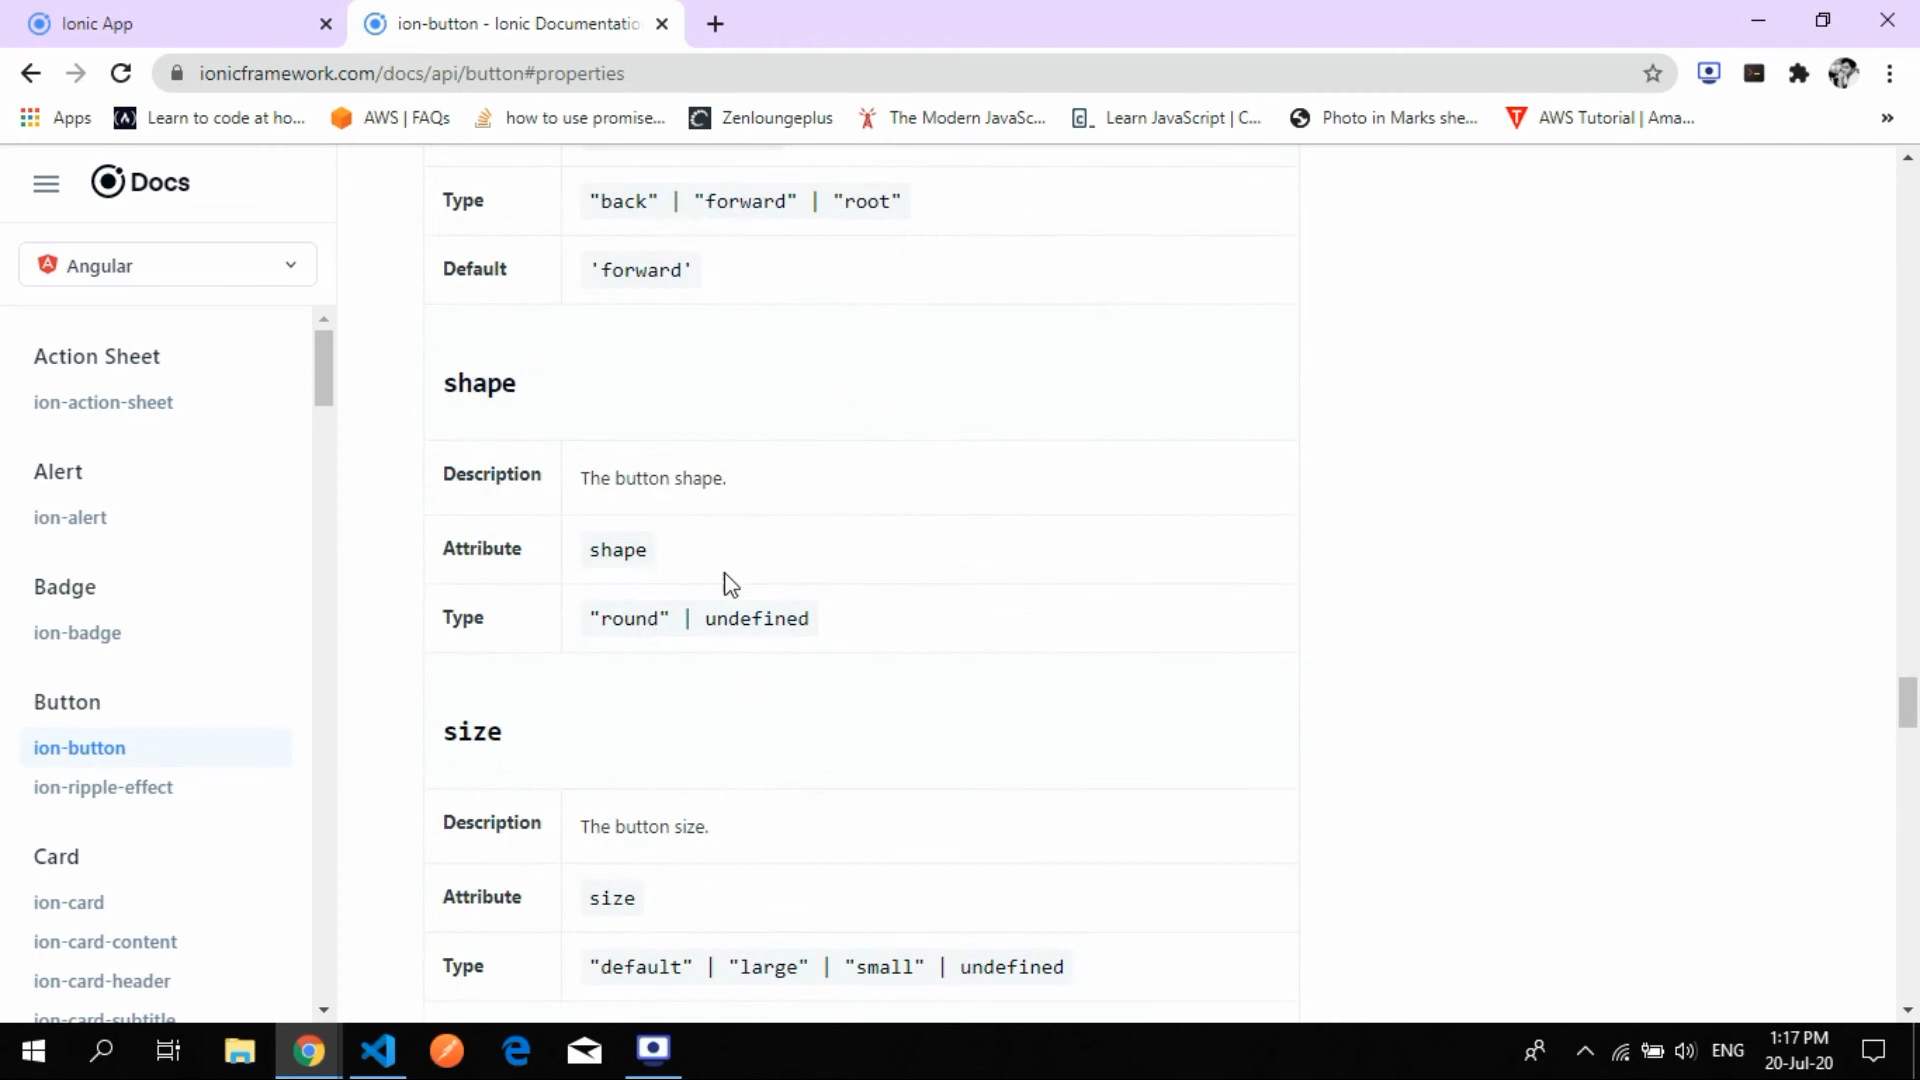 Ionic App
ion-button - Ionic Documentatio
ionicframework.com/docs/api/button#properties
Apps
Learn to code at ho...
AWS | FAQs
how to use promise...
Zenloungeplus
The Modern JavaSc...
Learn JavaScript | C...
Photo in Marks she...
AWS Tutorial | Ama...
»
Docs
Angular
Action Sheet
ion-action-sheet
Alert
ion-alert
Badge
ion-badge
Button
ion-button
ion-ripple-effect
Card
ion-card
ion-card-content
ion-card-header
ion-card-subtitle
Type "back" | "forward" | "root"
Default 'forward'
shape
Description The button shape.
Attribute shape
Type "round" | undefined
size
Description The button size.
Attribute size
Type "default" | "large" | "small" | undefined
ENG
1:17 PM
20-Jul-20